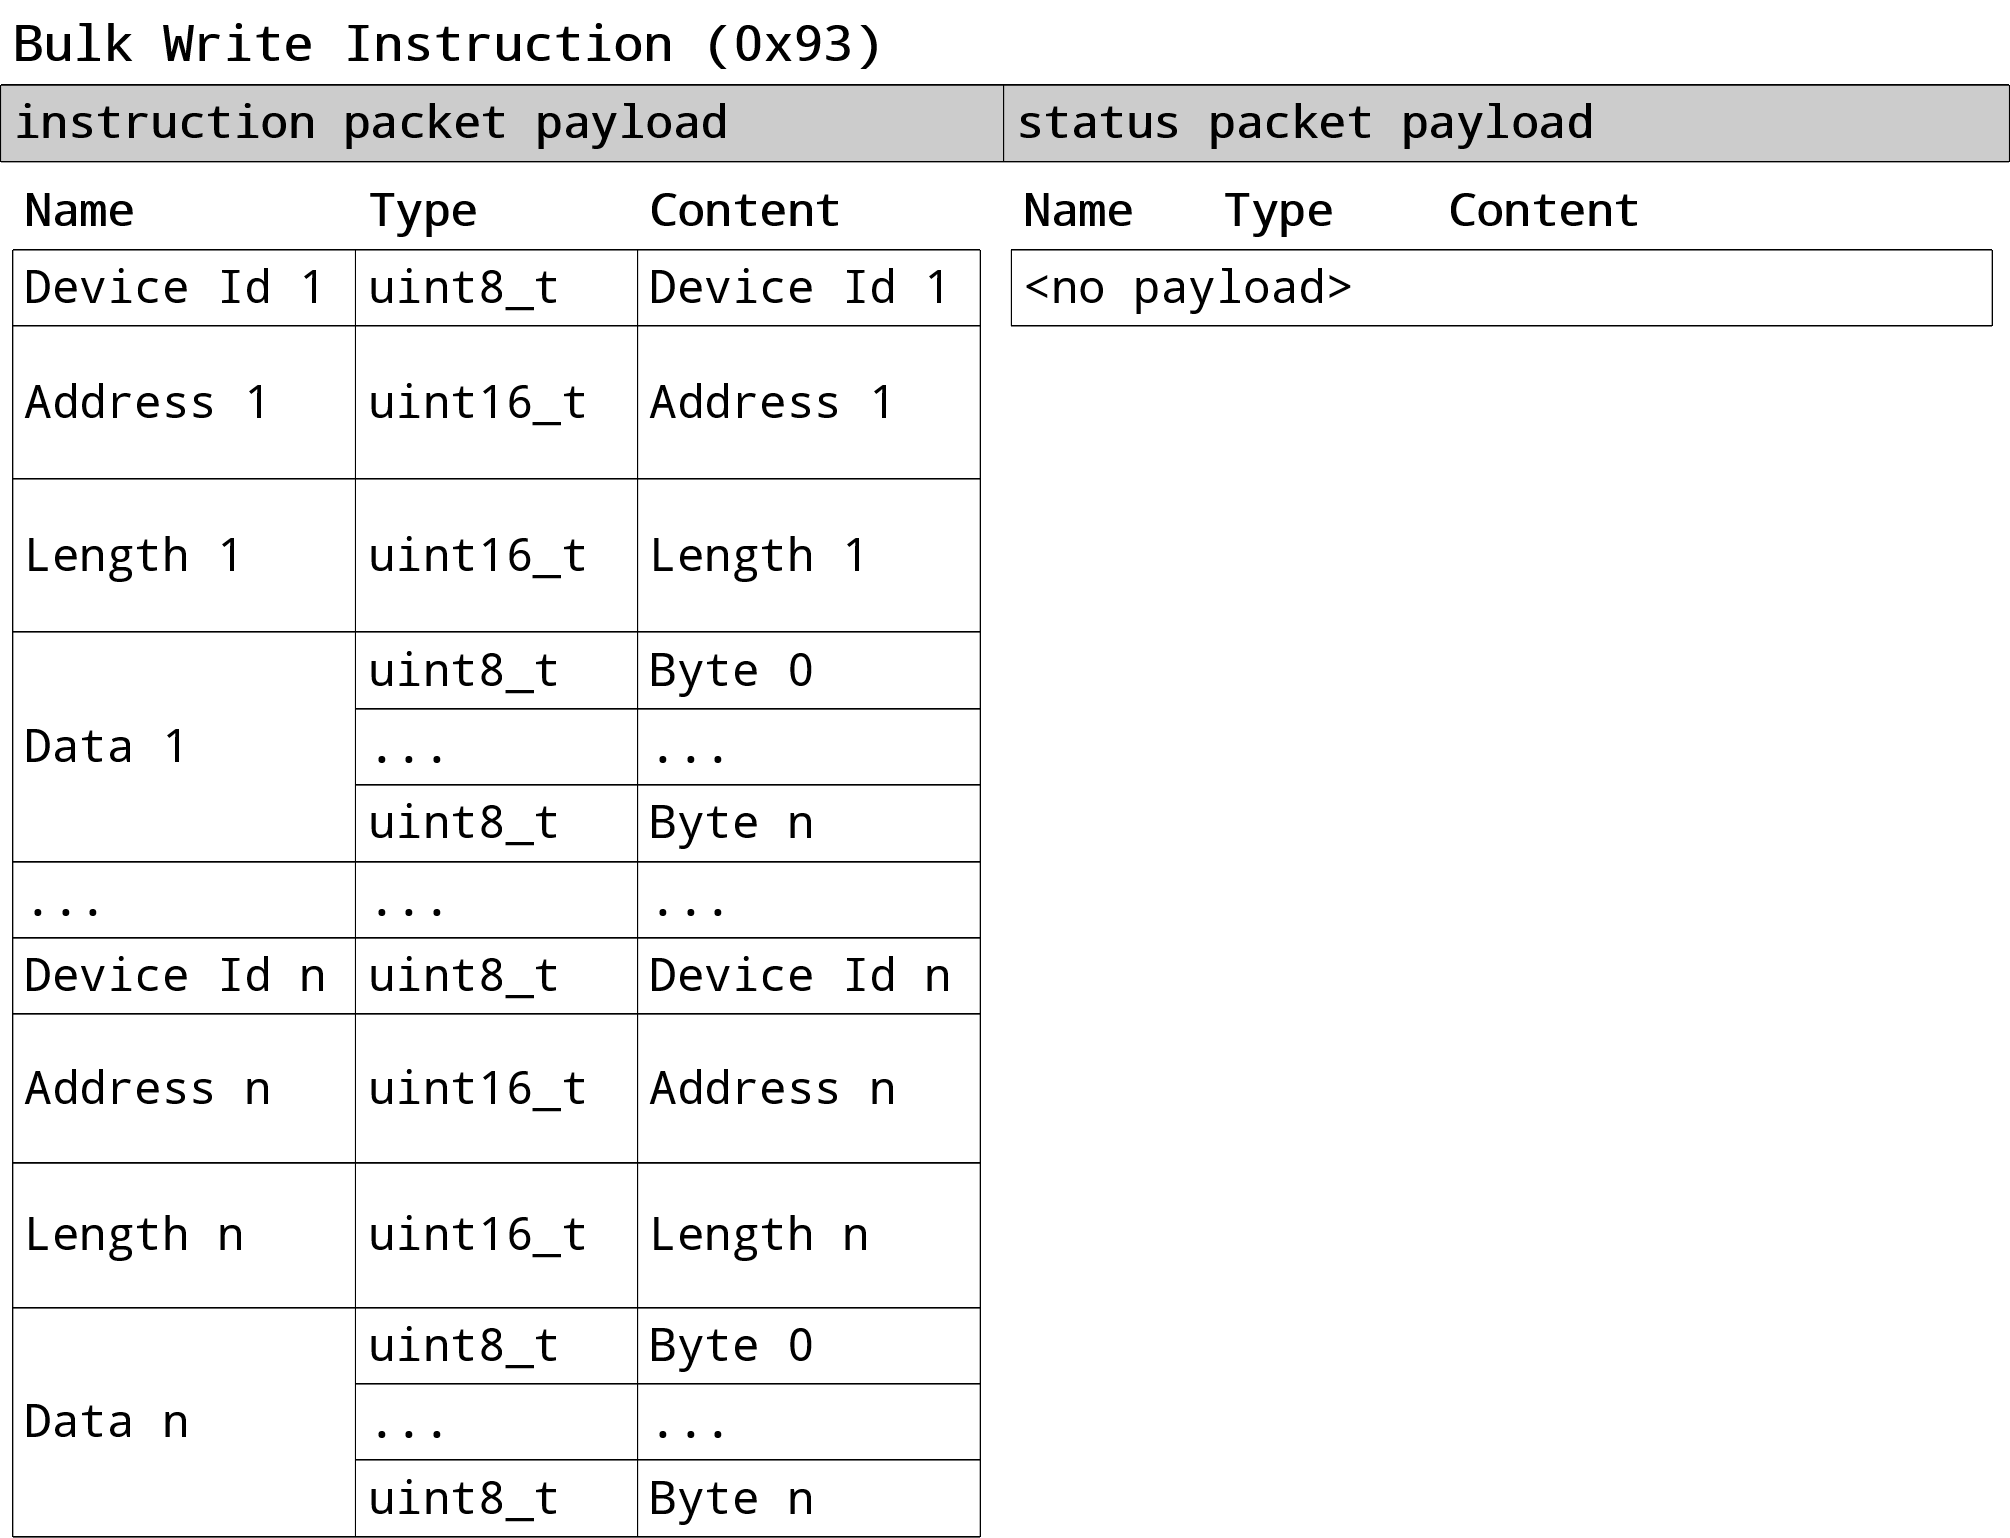 Bulk Write Instruction (0x93)
instruction packet payload status packet payload
Name Type Content Name Type Content
Device Id 1 uint8_t Device Id 1 <no payload>
Address 1 uint16_t Address 1
Length 1 uint16_t Length 1
uint8_t Byte 0
Data 1 ... ...
uint8_t Byte n
... ... ...
Device Id n uint8_t Device Id n
Address n uint16_t Address n
Length n uint16_t Length n
uint8_t Byte 0
Data n ... ...
uint8_t Byte n